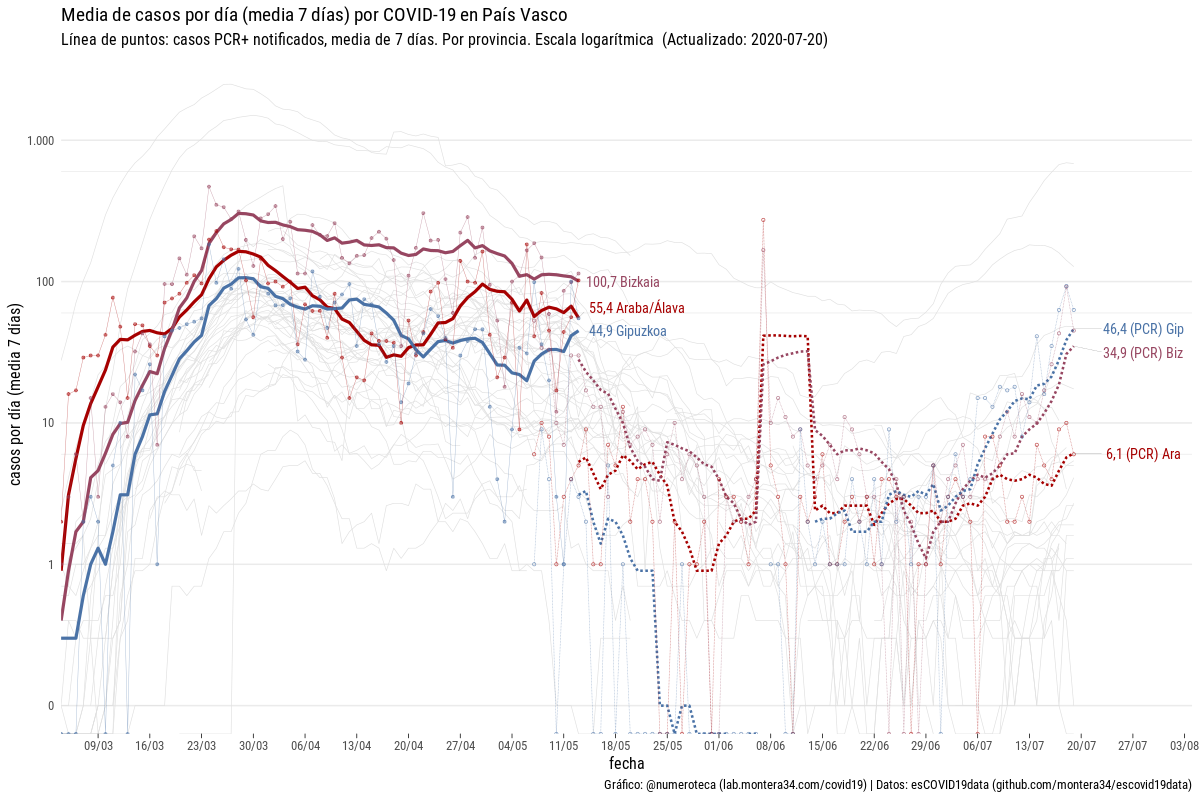 Media de casos por día (media 7 días) por COVID-19 en País Vasco
Línea de puntos: casos PCR+ notificados, media de 7 días. Por provincia. Escala logarítmica (Actualizado: 2020-07-20)
casos por día (media 7 días)
1.000
100
10
1
0
100,7 Bizkaia
55,4 Araba/Álava
44,9 Gipuzkoa
46,4 (PCR) Gip
34,9 (PCR) Biz
6,1 (PCR) Ara
09/03 16/03 23/03 30/03 06/04 13/04 20/04 27/04 04/05 11/05 18/05 25/05 01/06 08/06 15/06 22/06 29/06 06/07 13/07 20/07 27/07 03/08
fecha
Gráfico: @numeroteca (lab.montera34.com/covid19) | Datos: esCOVID19data (github.com/montera34/escovid19data)